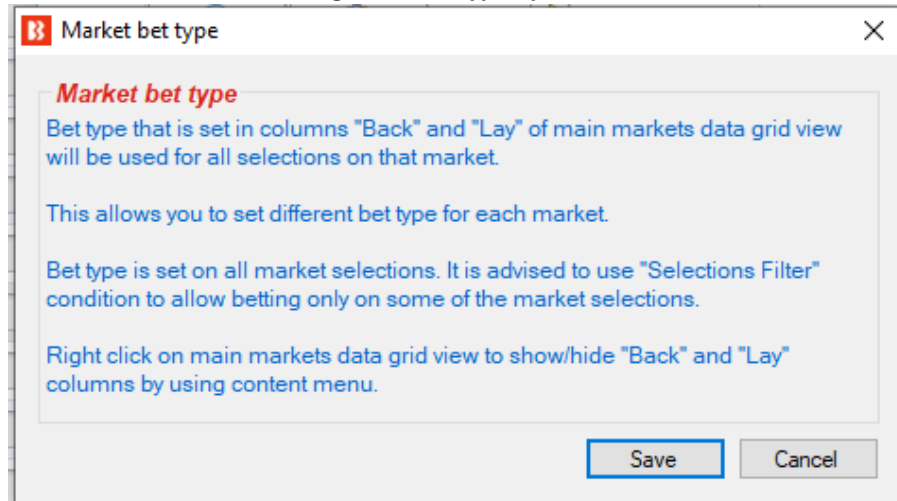 Market bet type
Market bet type
Bet type that is set in columns "Back" and "Lay" of main markets data grid view
will be used for all selections on that market.
This allows you to set different bet type for each market.
Bet type is set on all market selections. It is advised to use "Selections Filter"
condition to allow betting only on some of the market selections.
Right click on main markets data grid view to show/hide "Back" and "Lay"
columns by using content menu.
Save Cancel